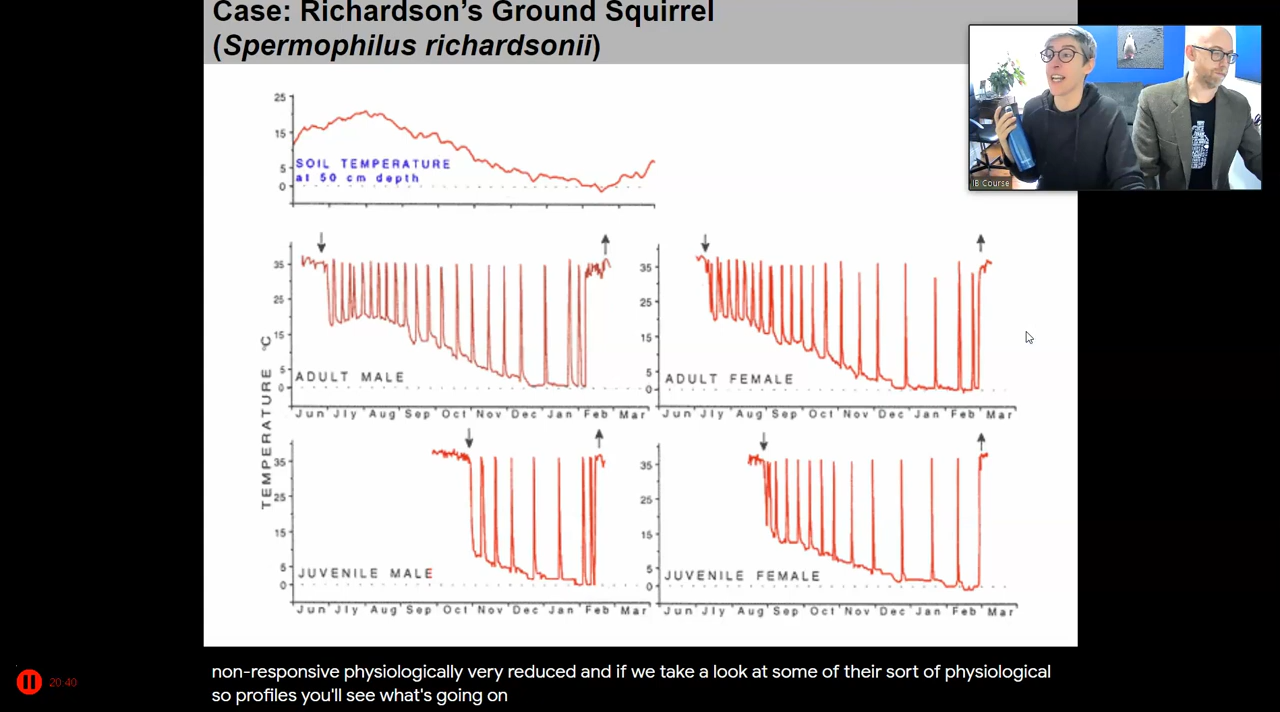 Case: Richardson's Ground Squirrel
(Spermophilus richardsonii)
IB Course
25
15
5
0
SOIL TEMPERATURE
at 50 cm depth
TEMPERATURE °C
35
25
15
5
0
ADULT MALE
Jun Jly Aug Sep Oct Nov Dec Jan Feb Mar
35
25
15
5
0
ADULT FEMALE
Jun Jly Aug Sep Oct Nov Dec Jan Feb Mar
35
25
15
5
0
JUVENILE MALE
Jun Jly Aug Sep Oct Nov Dec Jan Feb Mar
35
25
15
5
0
JUVENILE FEMALE
Jun Jly Aug Sep Oct Nov Dec Jan Feb Mar
non-responsive physiologically very reduced and if we take a look at some of their sort of physiological
so profiles you'll see what's going on
20:40